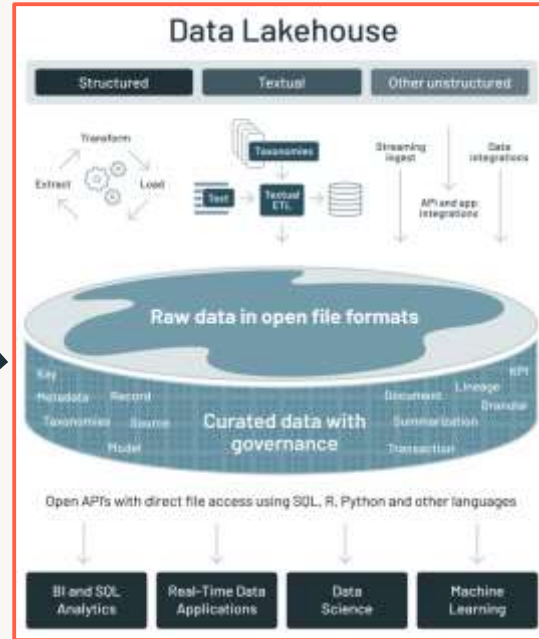 Data Lakehouse
Structured
Textual
Other unstructured
Transform
Extract
Load
Taxonomies
Text
Textual
ETL
Streaming
ingest
API and app
integrations
Data
integrations
Raw data in open file formats
Key
Metadata
Record
Taxonomies
Source
Model
Curated data with
governance
KPI
Lineage
Document
Granular
Summarization
Transaction
Open API's with direct file access using SQL, R, Python and other languages
BI and SQL
Analytics
Real-Time Data
Applications
Data
Science
Machine
Learning